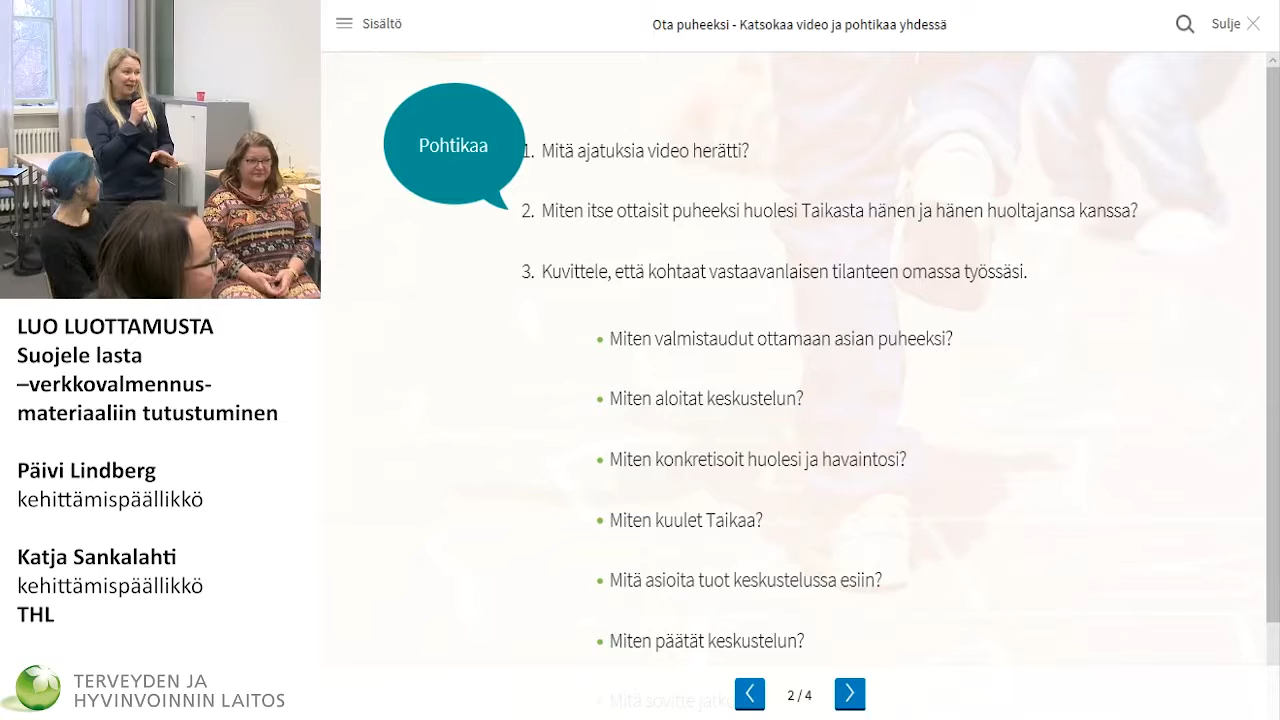 Sisältö
Ota puheeksi - Katsokaa video ja pohtikaa yhdessä
Sulje
Pohtikaa
1. Mitä ajatuksia video herätti?
2. Miten itse ottaisit puheeksi huolesi Taikasta hänen ja hänen huoltajansa kanssa?
3. Kuvittele, että kohtaat vastaavanlaisen tilanteen omassa työssäsi.
• Miten valmistaudut ottamaan asian puheeksi?
• Miten aloitat keskustelun?
• Miten konkretisoit huolesi ja havaintosi?
• Miten kuulet Taikaa?
• Mitä asioita tuot keskustelussa esiin?
• Miten päätät keskustelun?
• Mitä sovitte
2 / 4
LUO LUOTTAMUSTA
Suojele lasta
–verkkovalmennus-
materiaaliin tutustuminen
Päivi Lindberg
kehittämispäällikkö
Katja Sankalahti
kehittämispäällikkö
THL
TERVEYDEN JA
HYVINVOINNIN LAITOS